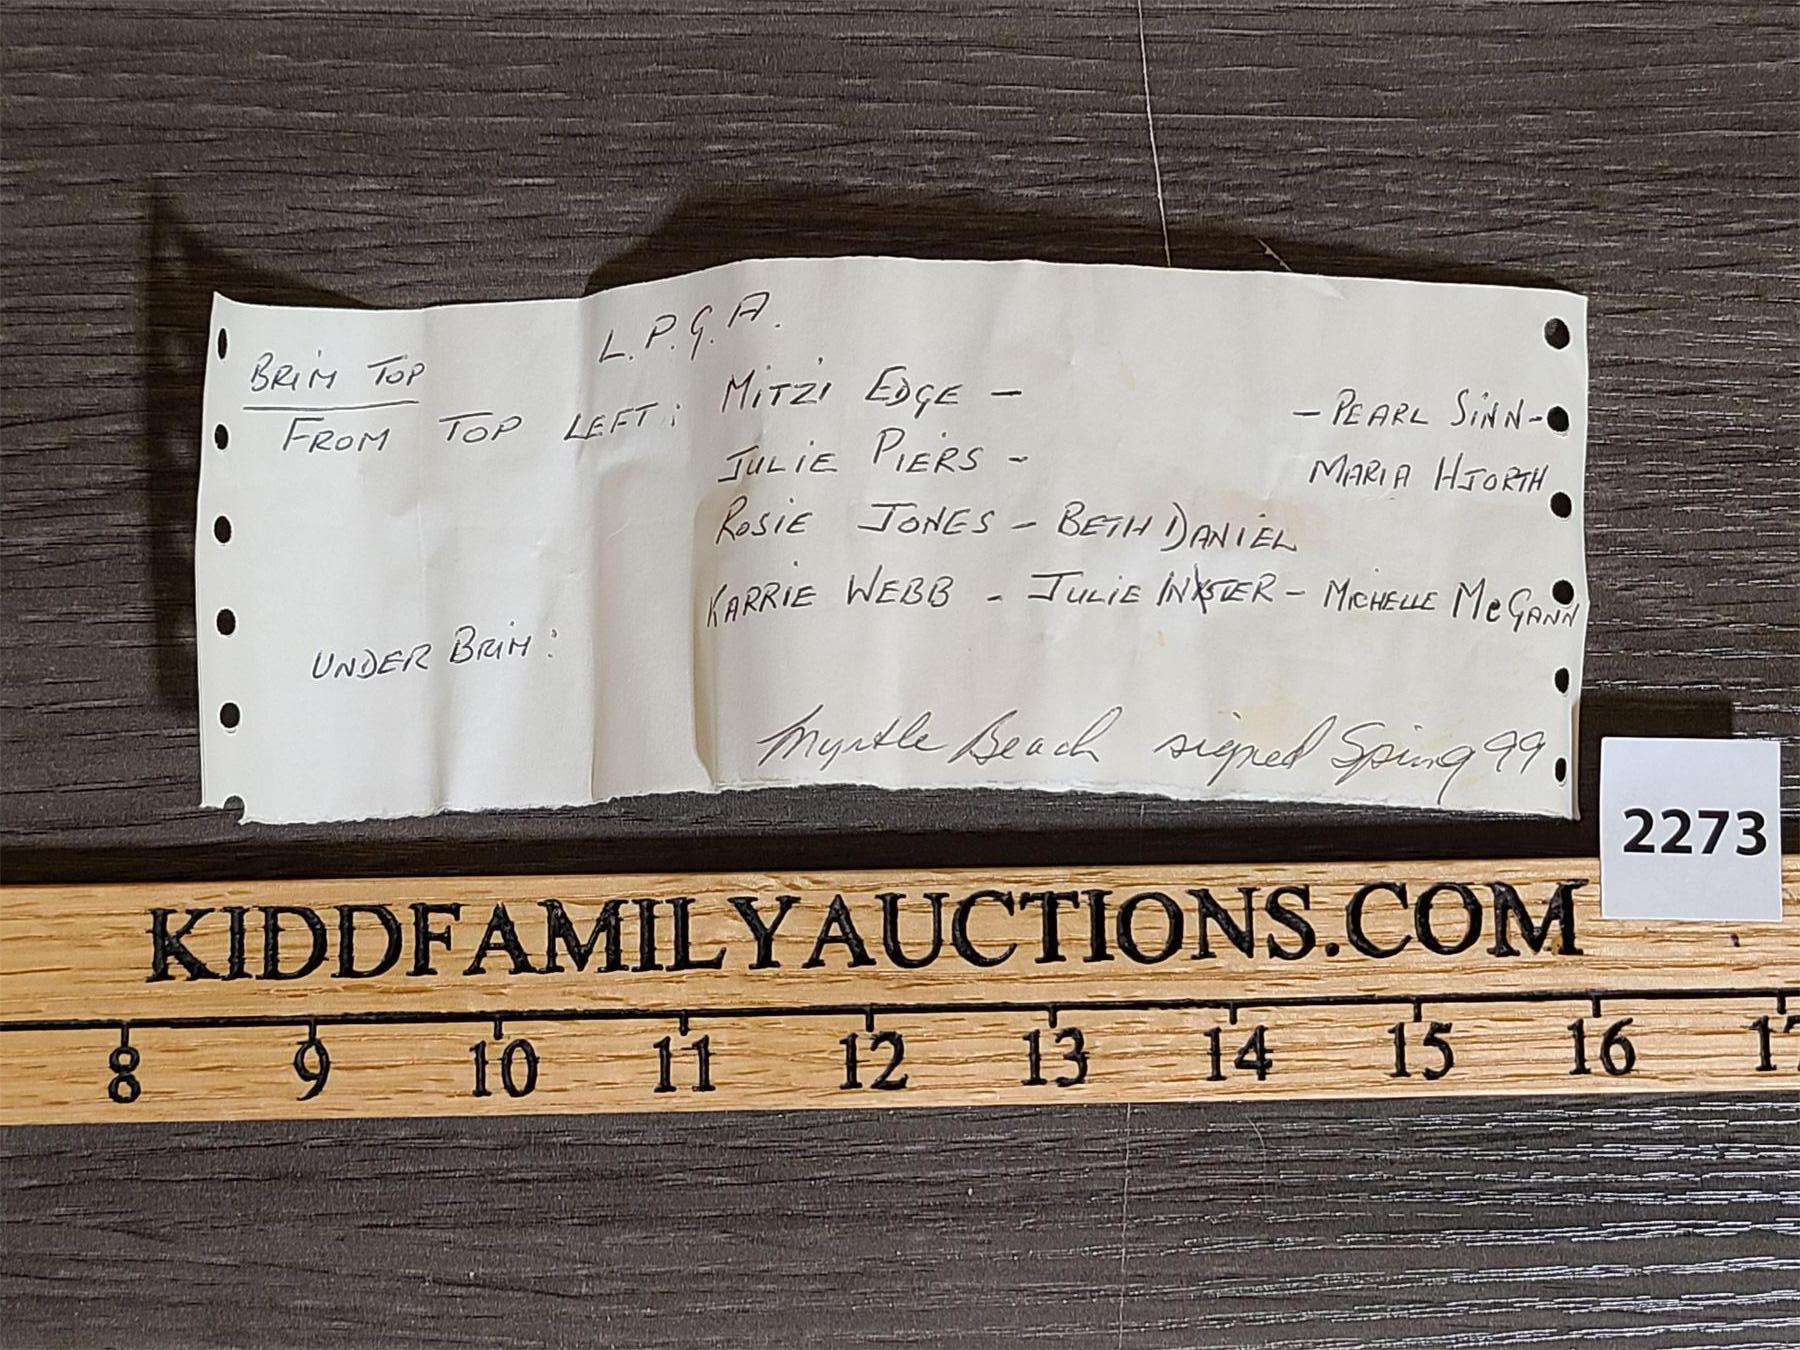 L.P.G.A.
BRIM TOP
FROM TOP LEFT: MITZI EDGE - - PEARL SINN -
JULIE PIERS - MARIA HJORTH
ROSIE JONES - BETH DANIEL
KARRIE WEBB - JULIE INKSTER - MICHELLE McGANN
UNDER BRIM:
Myrtle Beach signed Spring 99
2273
KIDDFAMILYAUCTIONS.COM
8 9 10 11 12 13 14 15 16 17